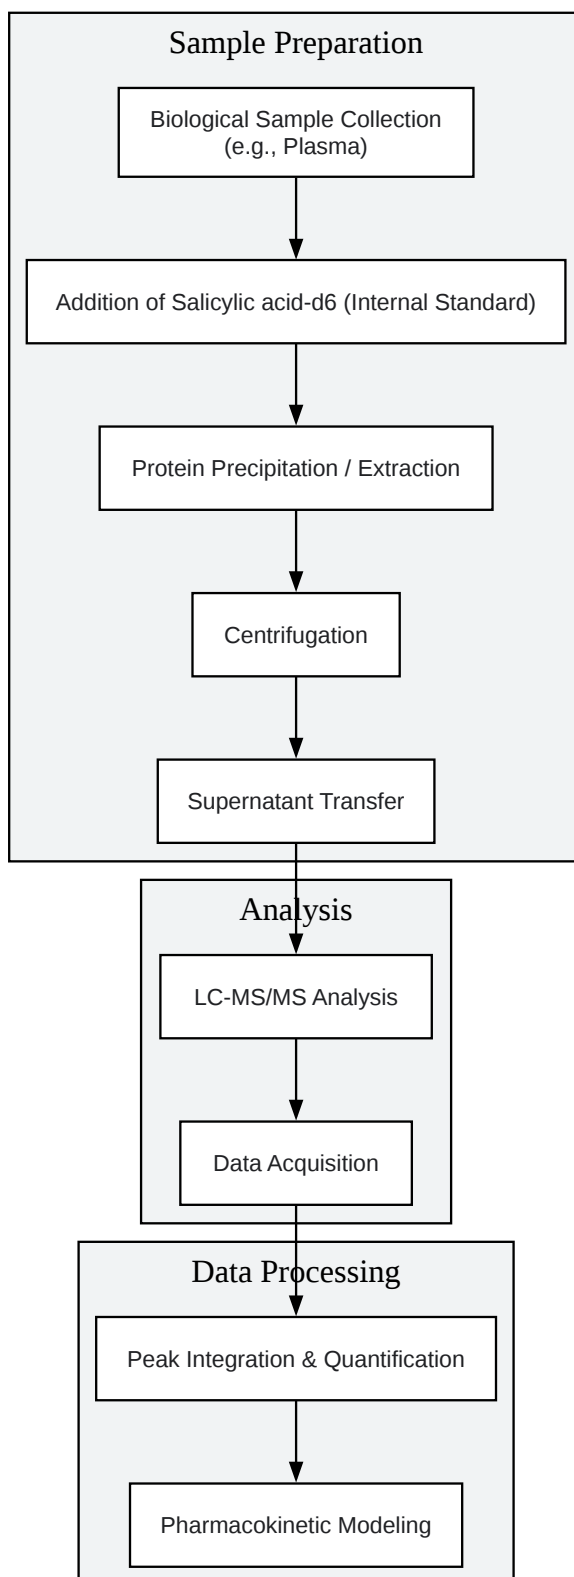 Sample Preparation
Biological Sample Collection
(e.g., Plasma)
Addition of Salicylic acid-d6 (Internal Standard)
Protein Precipitation / Extraction
Centrifugation
Supernatant Transfer
Analysis
LC-MS/MS Analysis
Data Acquisition
Data Processing
Peak Integration & Quantification
Pharmacokinetic Modeling